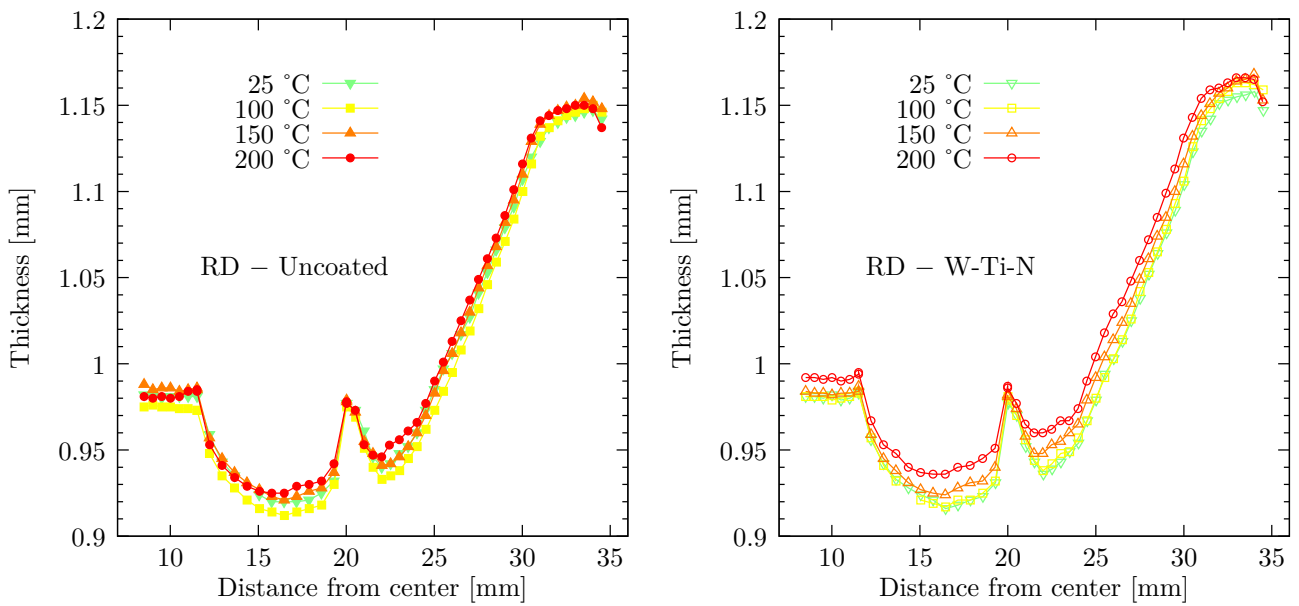 Thickness [mm]
1.2
1.15
1.1
1.05
1
0.95
0.9
25 °C
100 °C
150 °C
200 °C
RD − Uncoated
10 15 20 25 30 35
Distance from center [mm]
Thickness [mm]
1.2
1.15
1.1
1.05
1
0.95
0.9
25 °C
100 °C
150 °C
200 °C
RD − W-Ti-N
10 15 20 25 30 35
Distance from center [mm]